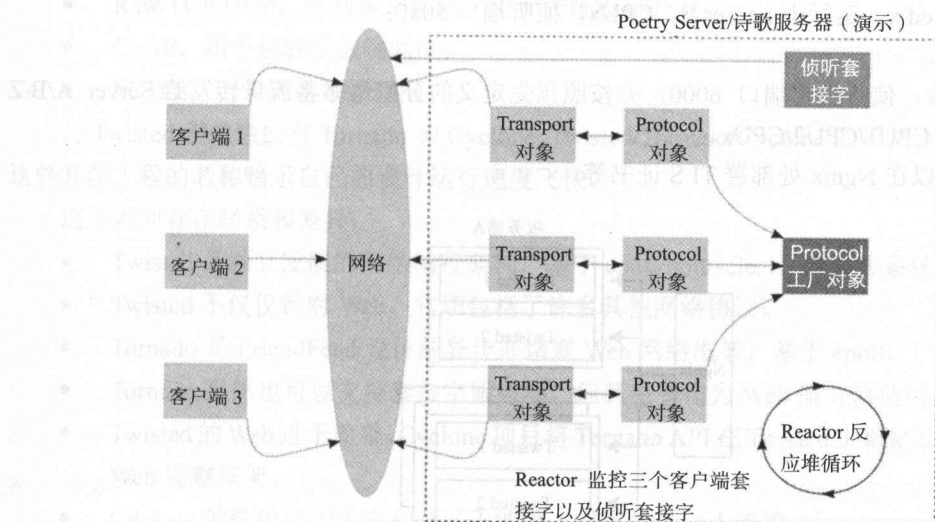 Poetry Server/诗歌服务器（演示）
侦听套
接字
客户端 1
Transport
对象
Protocol
对象
客户端 2
网络
Transport
对象
Protocol
对象
Protocol
工厂对象
客户端 3
Transport
对象
Protocol
对象
Reactor 反
应堆循环
Reactor 监控三个客户端套
接字以及侦听套接字